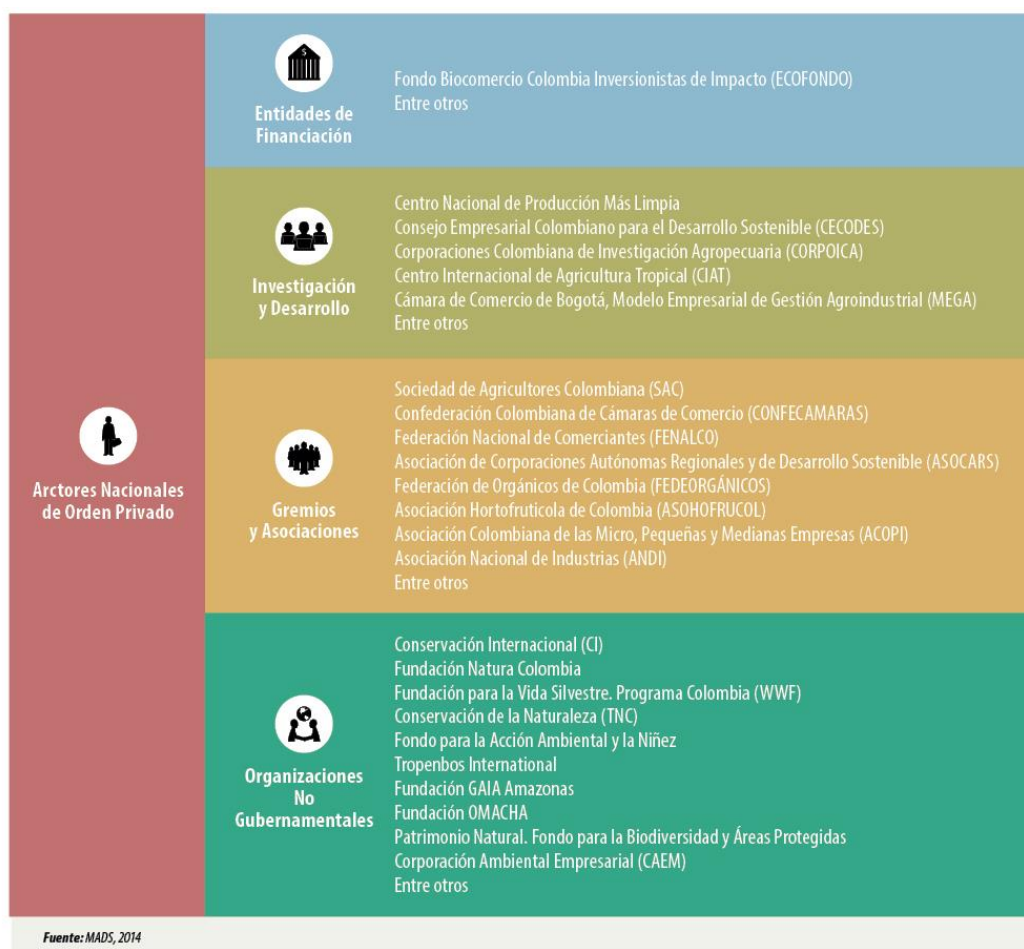 Arctores Nacionales
de Orden Privado
$
Entidades de
Financiación
Fondo Biocomercio Colombia Inversionistas de Impacto (ECOFONDO)
Entre otros
Investigación
y Desarrollo
Centro Nacional de Producción Más Limpia
Consejo Empresarial Colombiano para el Desarrollo Sostenible (CECODES)
Corporaciones Colombiana de Investigación Agropecuaria (CORPOICA)
Centro Internacional de Agricultura Tropical (CIAT)
Cámara de Comercio de Bogotá, Modelo Empresarial de Gestión Agroindustrial (MEGA)
Entre otros
Gremios
y Asociaciones
Sociedad de Agricultores Colombiana (SAC)
Confederación Colombiana de Cámaras de Comercio (CONFECAMARAS)
Federación Nacional de Comerciantes (FENALCO)
Asociación de Corporaciones Autónomas Regionales y de Desarrollo Sostenible (ASOCARS)
Federación de Orgánicos de Colombia (FEDEORGÁNICOS)
Asociación Hortofruticola de Colombia (ASOHOFRUCOL)
Asociación Colombiana de las Micro, Pequeñas y Medianas Empresas (ACOPI)
Asociación Nacional de Industrias (ANDI)
Entre otros
Organizaciones
No
Gubernamentales
Conservación Internacional (CI)
Fundación Natura Colombia
Fundación para la Vida Silvestre. Programa Colombia (WWF)
Conservación de la Naturaleza (TNC)
Fondo para la Acción Ambiental y la Niñez
Tropenbos International
Fundación GAIA Amazonas
Fundación OMACHA
Patrimonio Natural. Fondo para la Biodiversidad y Áreas Protegidas
Corporación Ambiental Empresarial (CAEM)
Entre otros
Fuente: MADS, 2014